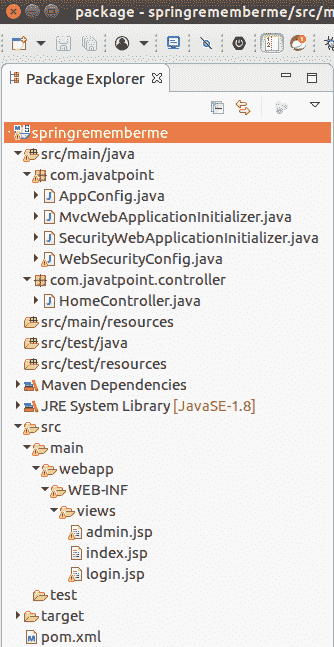 package - springrememberme/src/m
Package Explorer
springrememberme
src/main/java
com.javatpoint
AppConfig.java
MvcWebApplicationInitializer.java
SecurityWebApplicationInitializer.java
WebSecurityConfig.java
com.javatpoint.controller
HomeController.java
src/main/resources
src/test/java
src/test/resources
Maven Dependencies
JRE System Library [JavaSE-1.8]
src
main
webapp
WEB-INF
views
admin.jsp
index.jsp
login.jsp
test
target
pom.xml